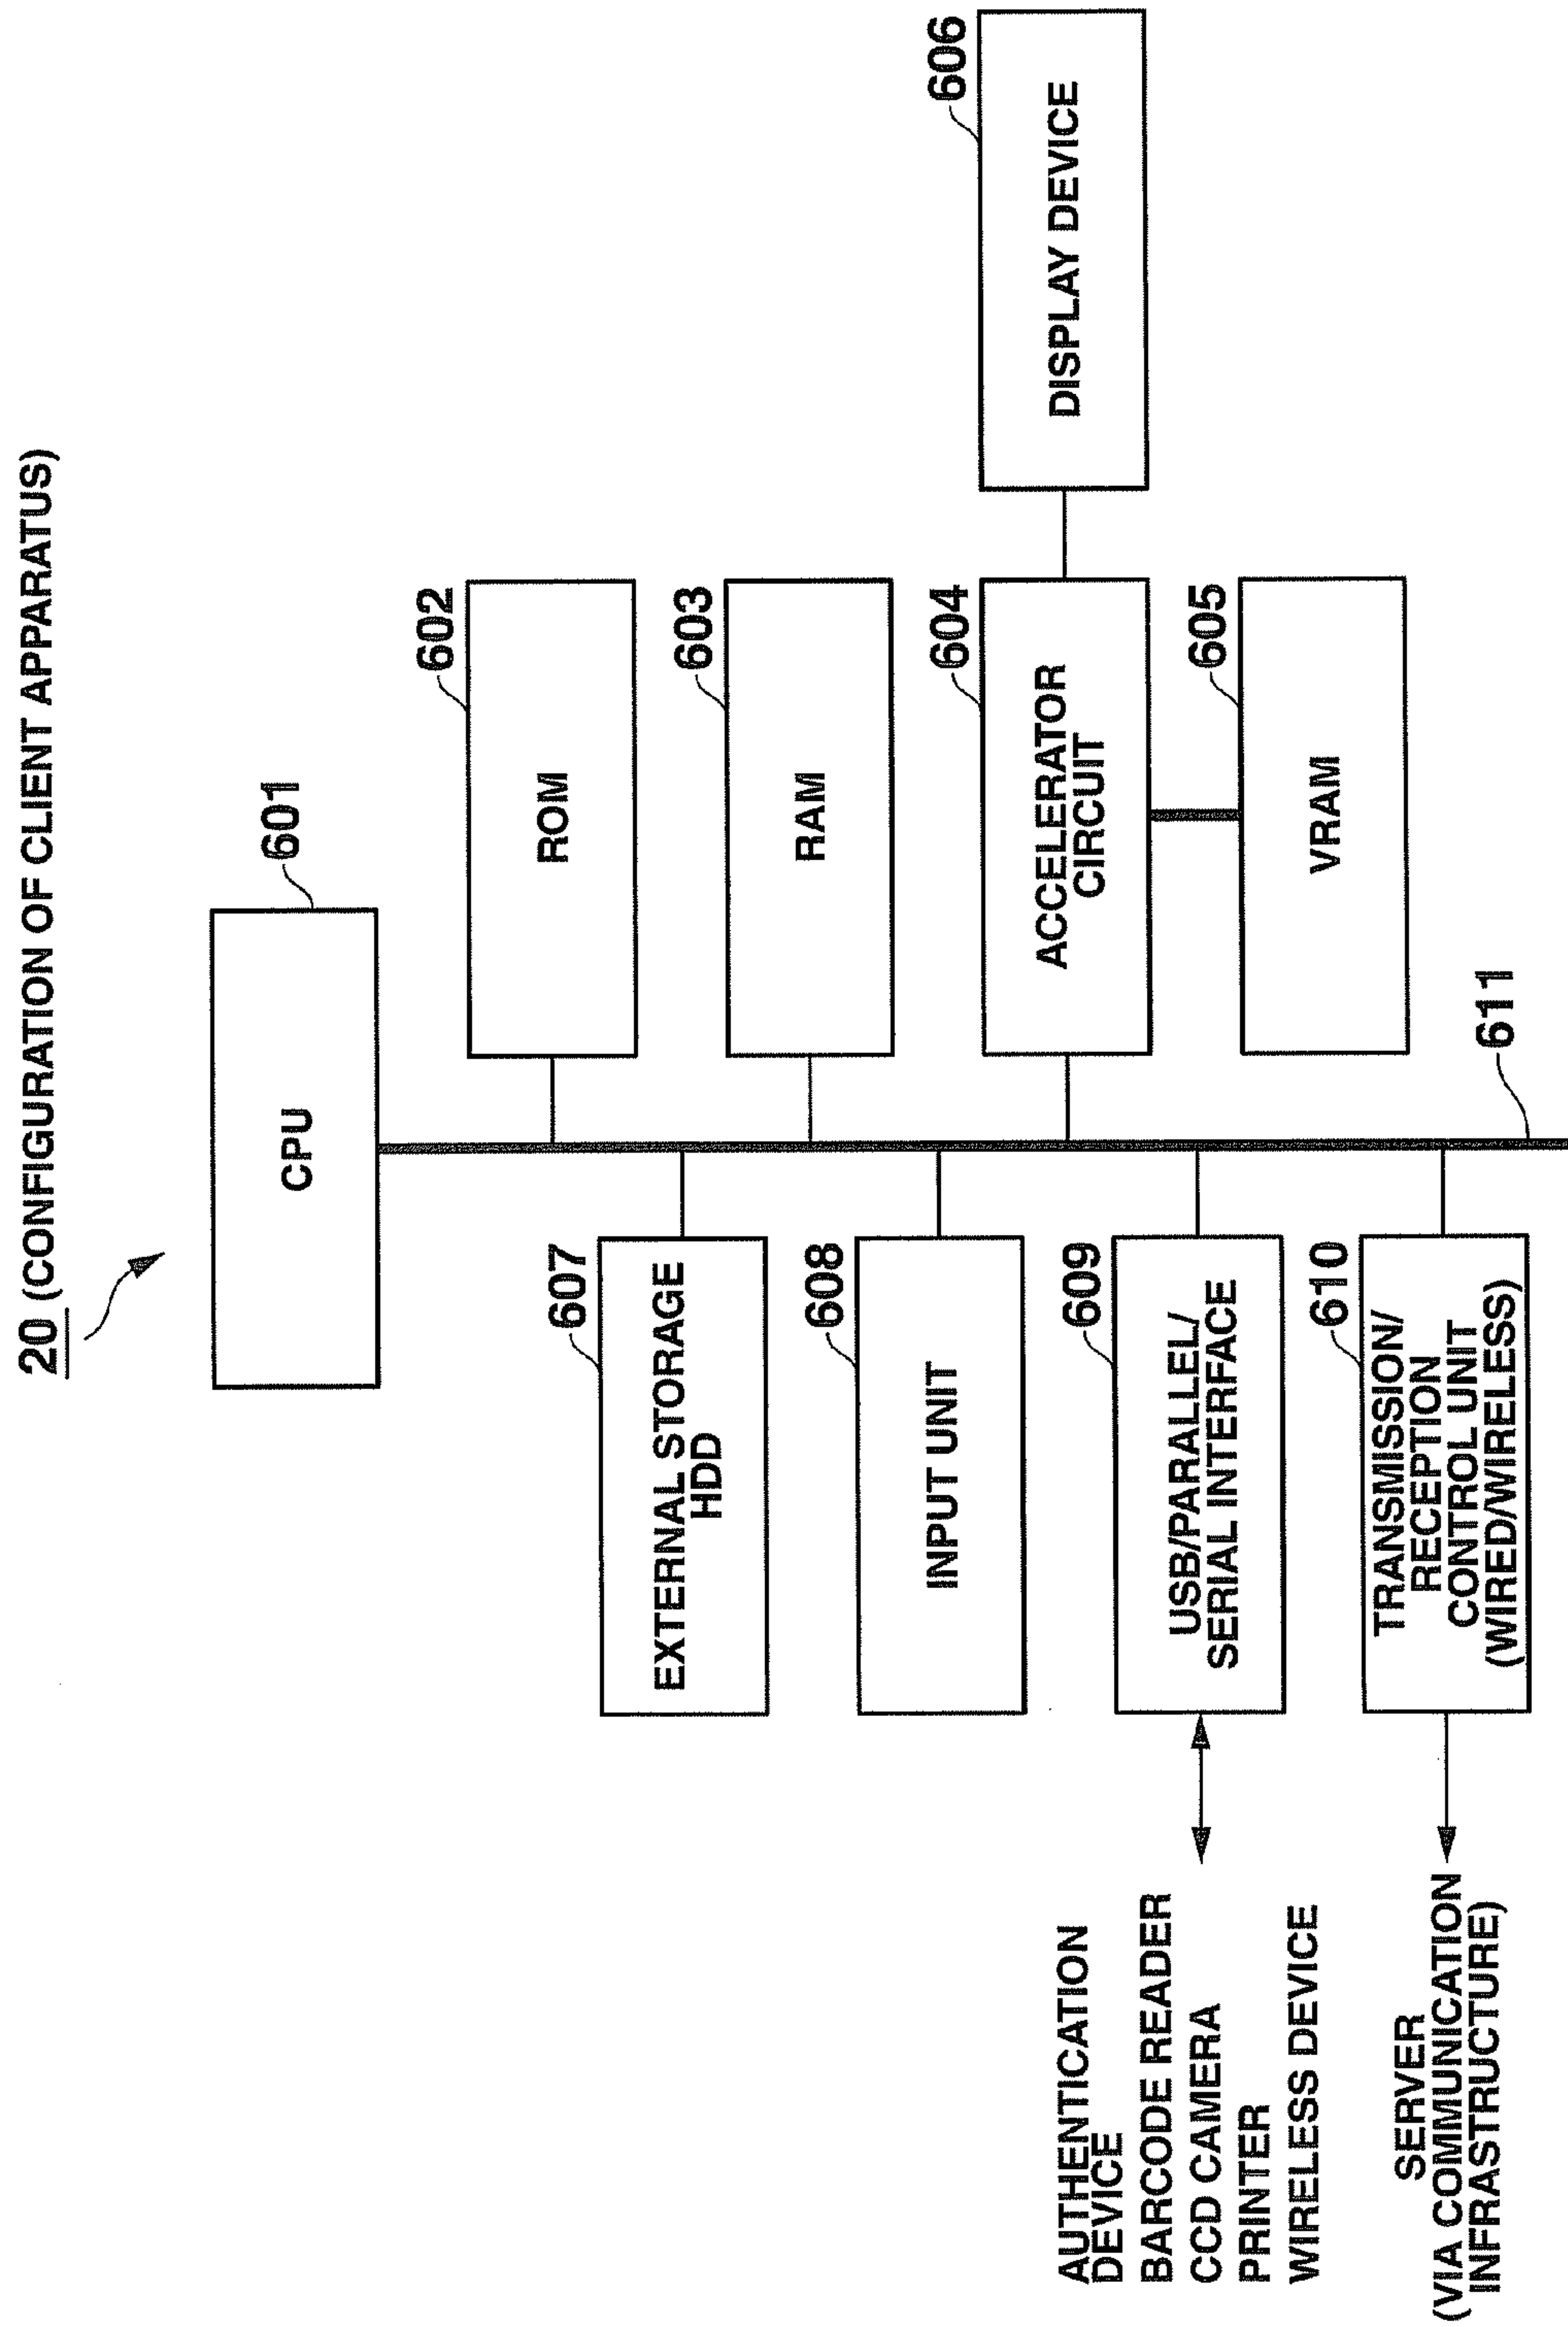 20 (CONFIGURATION OF CLIENT APPARATUS)
601
CPU
602
ROM
603
RAM
604
ACCELERATOR
CIRCUIT
605
VRAM
606
DISPLAY DEVICE
607
EXTERNAL STORAGE
HDD
608
INPUT UNIT
609
USB/PARALLEL/
SERIAL INTERFACE
610
TRANSMISSION/
RECEPTION
CONTROL UNIT
(WIRED/WIRELESS)
611
AUTHENTICATION
DEVICE
BARCODE READER
CCD CAMERA
PRINTER
WIRELESS DEVICE
SERVER
(VIA COMMUNICATION
INFRASTRUCTURE)